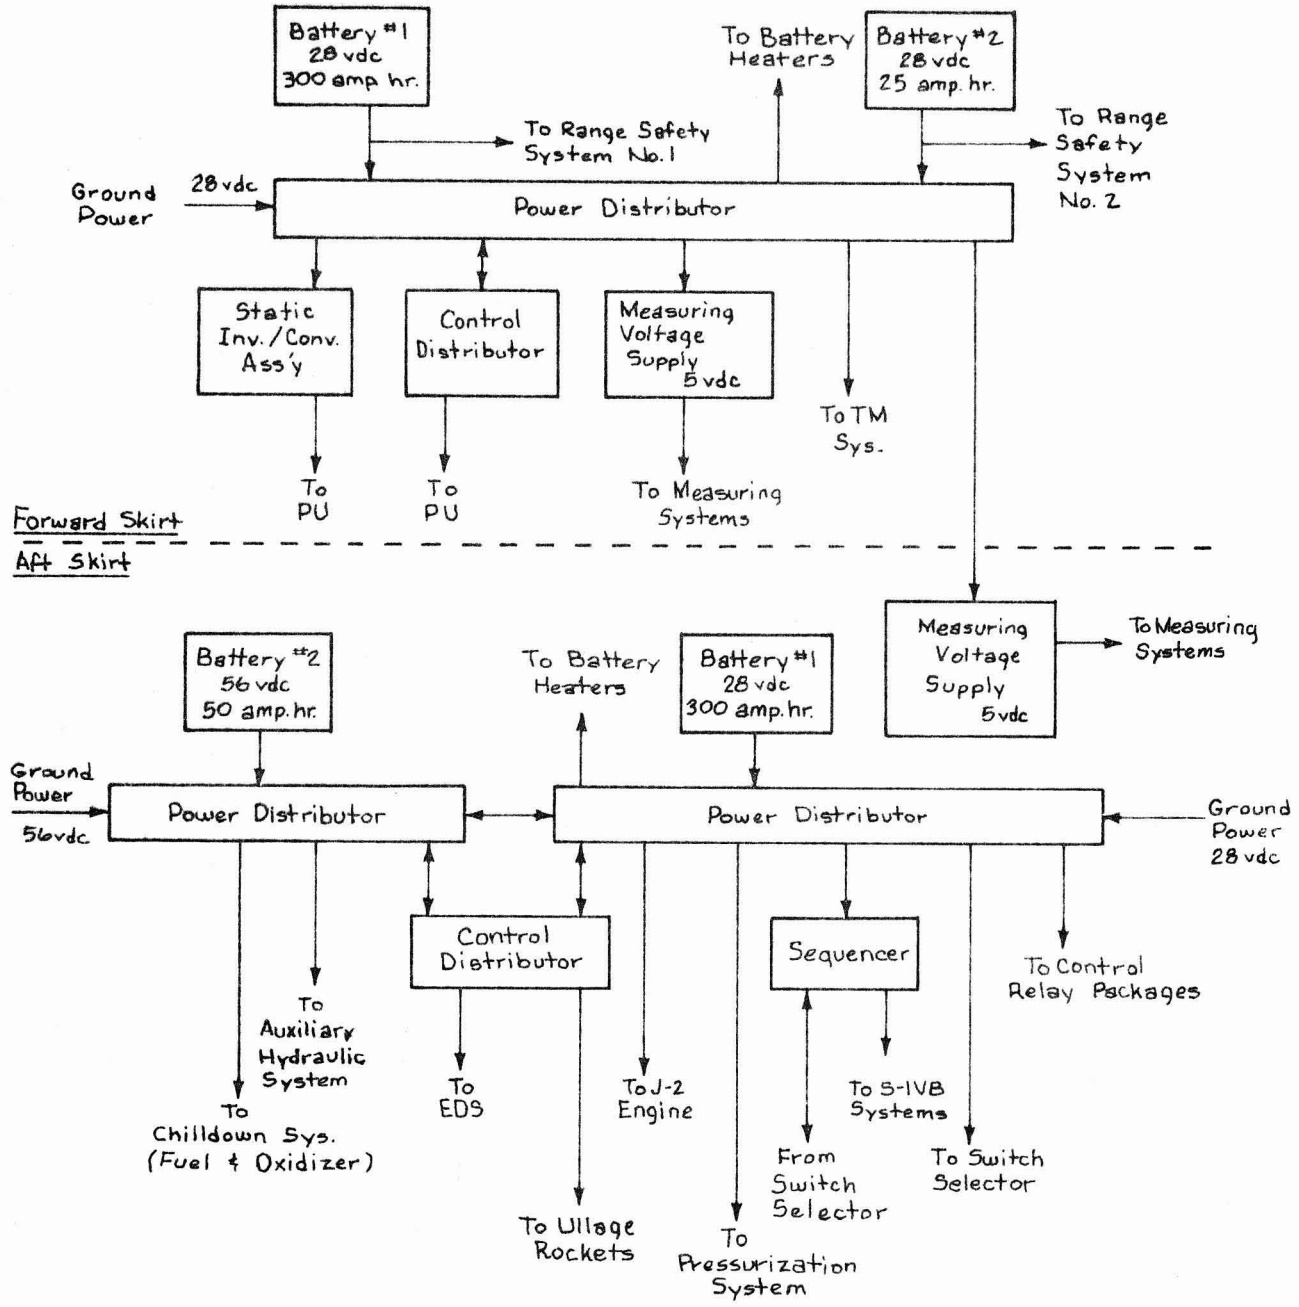 Battery #1
28 vdc
300 amp hr.
To Battery
Heaters
Battery #2
28 vdc
25 amp. hr.
To Range Safety
System No. 1
To Range
Safety
System
No. 2
Ground
Power
28 vdc
Power Distributor
Static
Inv./Conv.
Ass'y
Control
Distributor
Measuring
Voltage
Supply
5 vdc
To TM
Sys.
To
PU
To
PU
To Measuring
Systems
Forward Skirt
Aft Skirt
Measuring
Voltage
Supply
5 vdc
To Measuring
Systems
Battery #2
56 vdc
50 amp. hr.
To Battery
Heaters
Battery #1
28 vdc
300 amp. hr.
Ground
Power
56 vdc
Power Distributor
Power Distributor
Ground
Power
28 vdc
Control
Distributor
Sequencer
To Control
Relay Packages
To
Auxiliary
Hydraulic
System
To
Chilldown Sys.
(Fuel & Oxidizer)
To
EDS
To J-2
Engine
To S-IVB
Systems
From
Switch
Selector
To Switch
Selector
To Ullage
Rockets
To
Pressurization
System